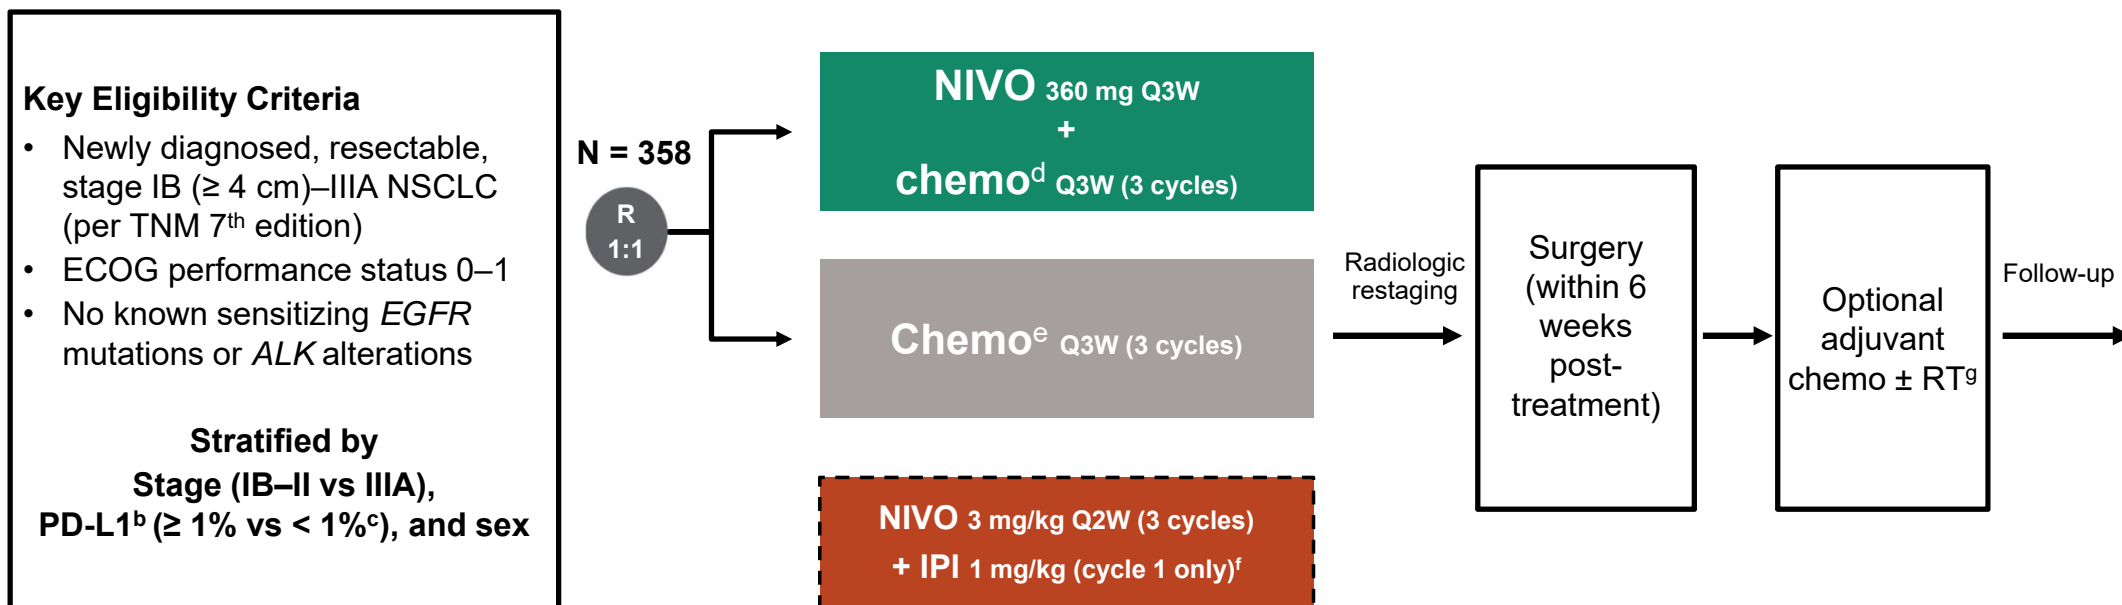 Key Eligibility Criteria
• Newly diagnosed, resectable,
stage IB (≥ 4 cm)–IIIA NSCLC
(per TNM 7th edition)
• ECOG performance status 0–1
• No known sensitizing EGFR
mutations or ALK alterations
Stratified by
Stage (IB–II vs IIIA),
PD-L1b (≥ 1% vs < 1%c), and sex
N = 358
R
1:1
NIVO 360 mg Q3W
+
chemod Q3W (3 cycles)
Chemoe Q3W (3 cycles)
NIVO 3 mg/kg Q2W (3 cycles)
+ IPI 1 mg/kg (cycle 1 only)f
Radiologic
restaging
Surgery
(within 6
weeks
post-
treatment)
Optional
adjuvant
chemo ± RTg
Follow-up